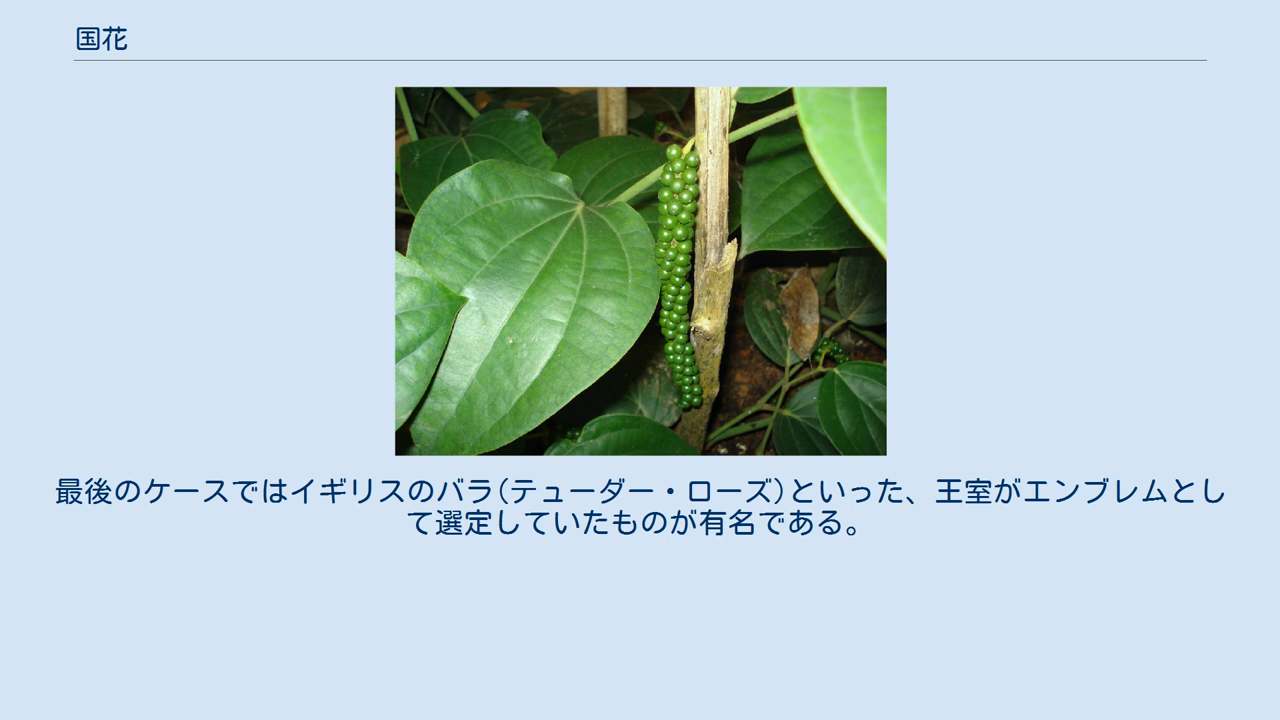 国花
最後のケースではイギリスのバラ(テューダー・ローズ)といった、王室がエンブレムとし
て選定していたものが有名である。